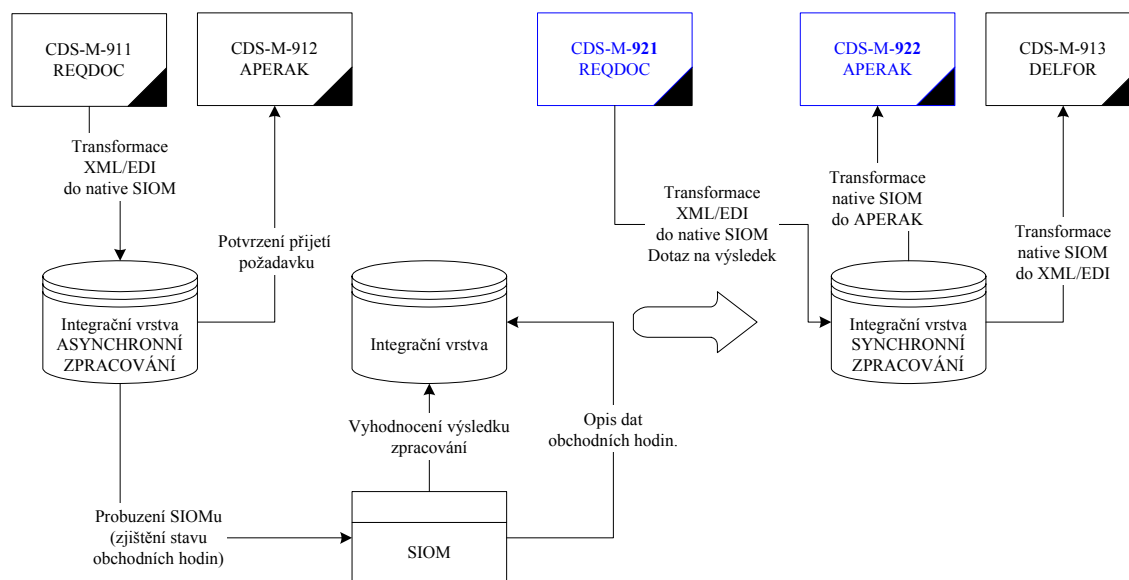 CDS-M-911
REQDOC
CDS-M-912
APERAK
CDS-M-921
REQDOC
CDS-M-922
APERAK
CDS-M-913
DELFOR
Transformace
XML/EDI
do native SIOM
Potvrzení přijetí
požadavku
Transformace
XML/EDI
do native SIOM
Dotaz na výsledek
Transformace
native SIOM
do APERAK
Transformace
native SIOM
do XML/EDI
Integrační vrstva
ASYNCHRONNÍ
ZPRACOVÁNÍ
Integrační vrstva
Integrační vrstva
SYNCHRONNÍ
ZPRACOVÁNÍ
Vyhodnocení výsledku
zpracování
Opis dat
obchodních hodin.
Probuzení SIOMu
(zjištění stavu
obchodních hodin)
SIOM